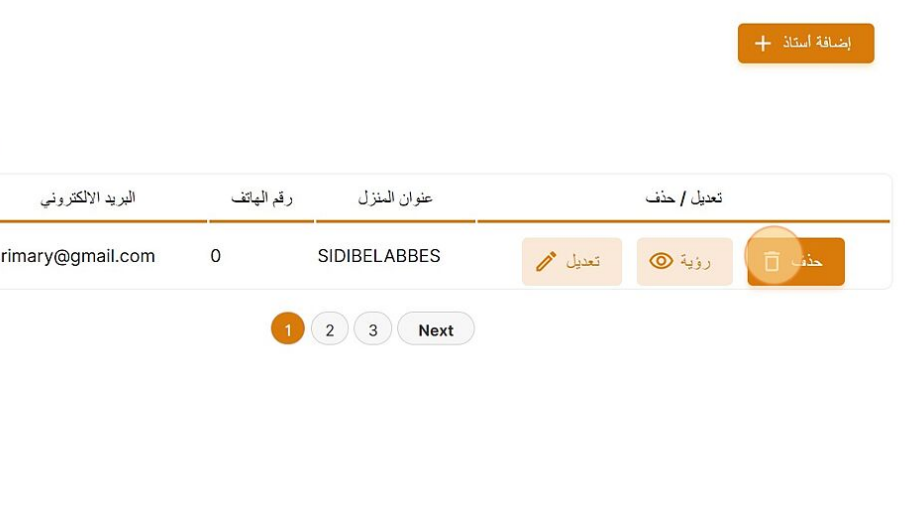 إضافة أستاذ +
البريد الالكتروني
رقم الهاتف
عنوان المنزل
تعديل / حذف
rimary@gmail.com
0
SIDIBELABBES
تعديل
رؤية
حذف
1 2 3 Next